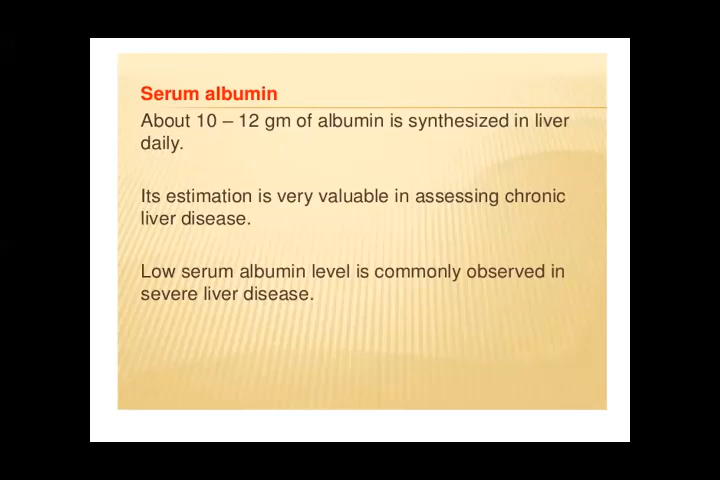 Serum albumin
About 10 – 12 gm of albumin is synthesized in liver
daily.
Its estimation is very valuable in assessing chronic
liver disease.
Low serum albumin level is commonly observed in
severe liver disease.